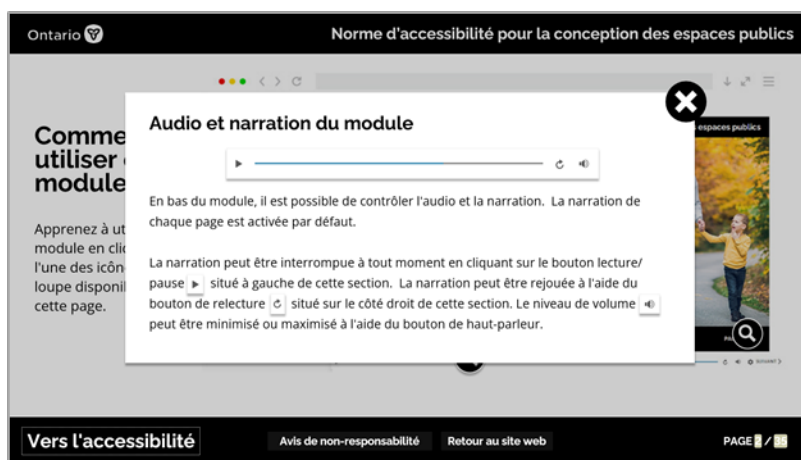 Ontario
Norme d'accessibilité pour la conception des espaces publics
Comme
utiliser
module
Apprenez à ut
module en clic
l'une des icôn
loupe disponil
cette page.
espaces publics
Audio et narration du module
En bas du module, il est possible de contrôler l'audio et la narration. La narration de
chaque page est activée par défaut.
La narration peut être interrompue à tout moment en cliquant sur le bouton lecture/
pause situé à gauche de cette section. La narration peut être rejouée à l'aide du
bouton de relecture situé sur le côté droit de cette section. Le niveau de volume
peut être minimisé ou maximisé à l'aide du bouton de haut-parleur.
SUIVANT
Vers l'accessibilité
Avis de non-responsabilité
Retour au site web
PAGE 2 / 35